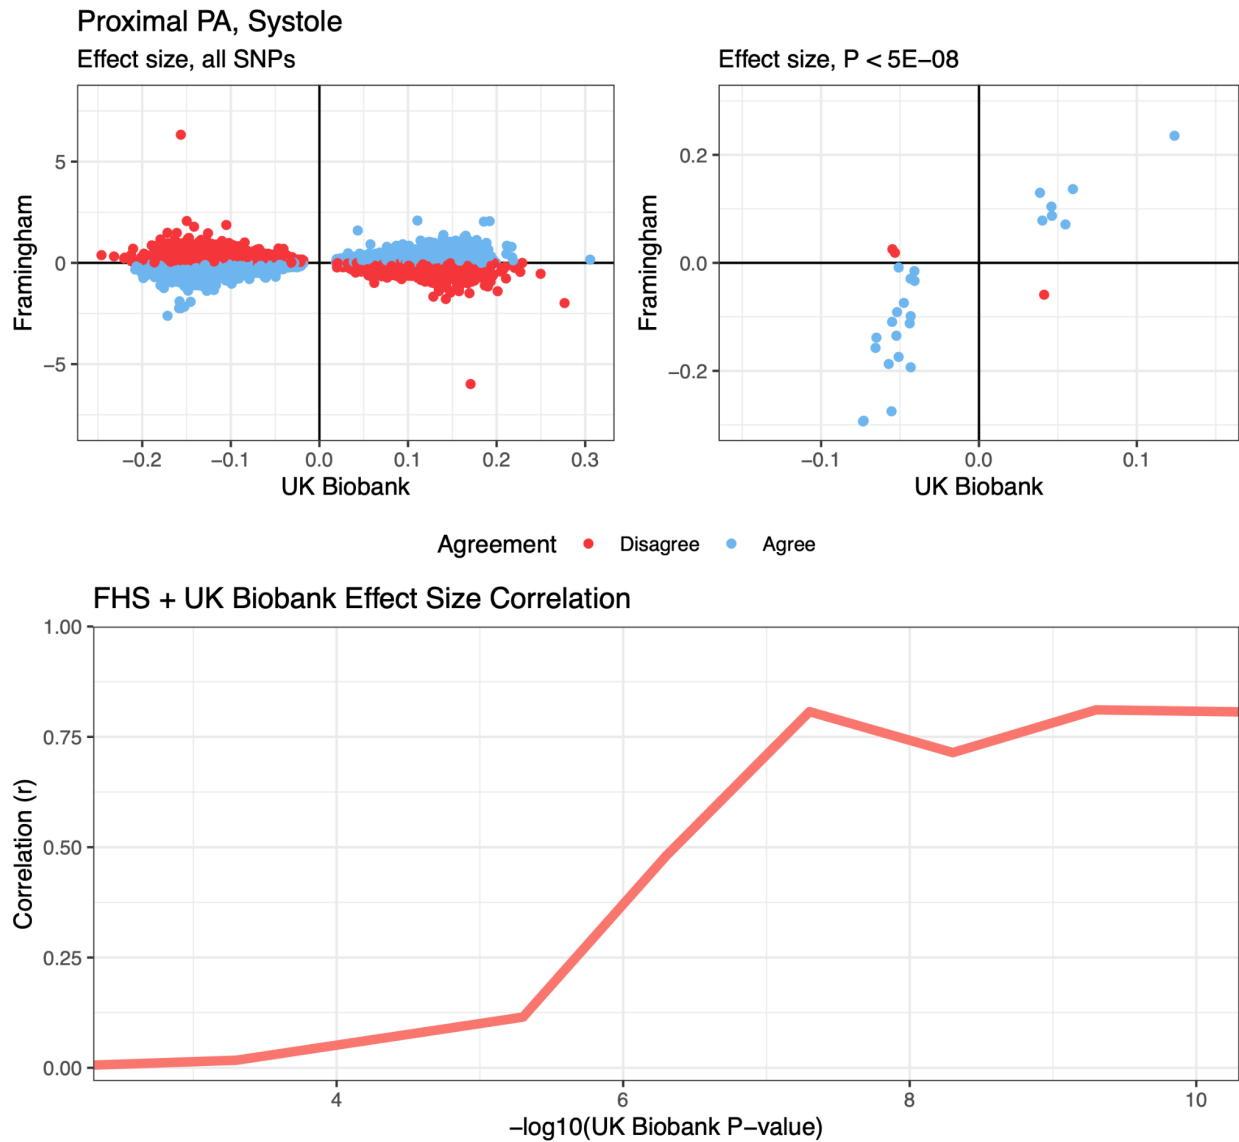 Proximal PA, Systole
Effect size, all SNPs
Effect size, P < 5E−08
Framingham
5
0
−5
−0.2 −0.1 0.0 0.1 0.2 0.3
UK Biobank
Framingham
0.2
0.0
−0.2
−0.1 0.0 0.1
UK Biobank
Agreement Disagree Agree
FHS + UK Biobank Effect Size Correlation
Correlation (r)
1.00
0.75
0.50
0.25
0.00
4 6 8 10
−log10(UK Biobank P−value)